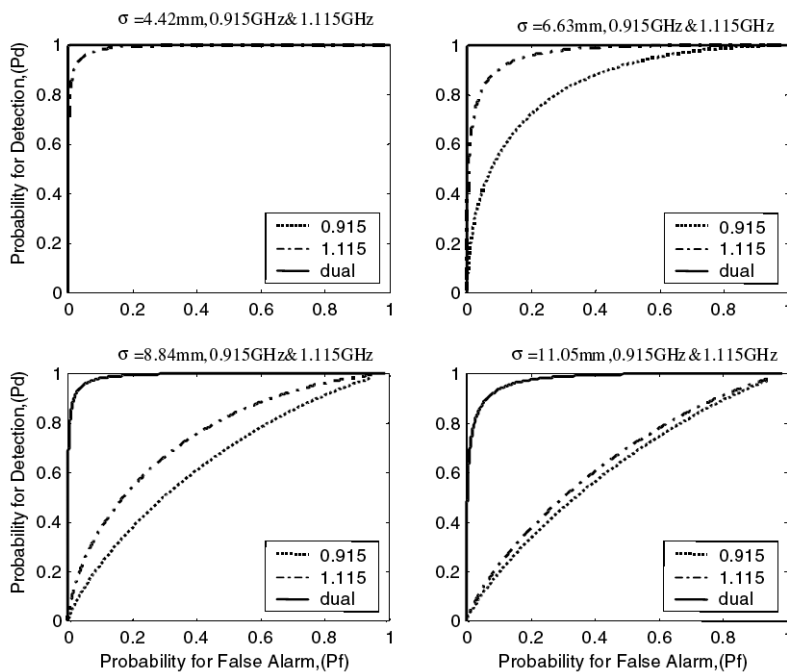 σ =4.42mm,0.915GHz&1.115GHz
Probability for Detection,(Pd)
1
0.8
0.6
0.4
0.2
0
0 0.2 0.4 0.6 0.8 1
0.915
1.115
dual
σ =6.63mm,0.915GHz&1.115GHz
1
0.8
0.6
0.4
0.2
0
0 0.2 0.4 0.6 0.8 1
0.915
1.115
dual
σ =8.84mm,0.915GHz&1.115GHz
Probability for Detection,(Pd)
1
0.8
0.6
0.4
0.2
0
0 0.2 0.4 0.6 0.8 1
Probability for False Alarm,(Pf)
0.915
1.115
dual
σ =11.05mm,0.915GHz&1.115GHz
1
0.8
0.6
0.4
0.2
0
0 0.2 0.4 0.6 0.8 1
Probability for False Alarm,(Pf)
0.915
1.115
dual